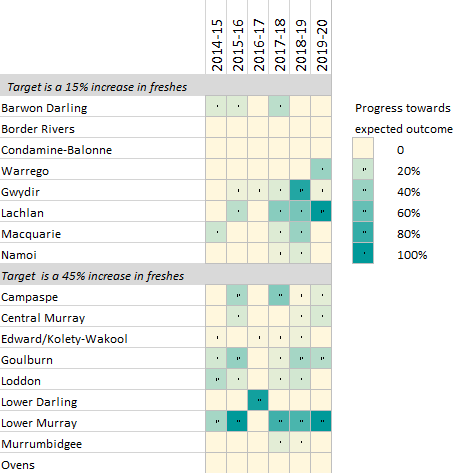 2014-15 2015-16 2016-17 2017-18 2018-19 2019-20
Target is a 15% increase in freshes
Barwon Darling
Border Rivers
Condamine-Balonne
Warrego
Gwydir
Lachlan
Macquarie
Namoi
Target is a 45% increase in freshes
Campaspe
Central Murray
Edward/Kolety-Wakool
Goulburn
Loddon
Lower Darling
Lower Murray
Murrumbidgee
Ovens
Progress towards
expected outcome
0
20%
40%
60%
80%
100%